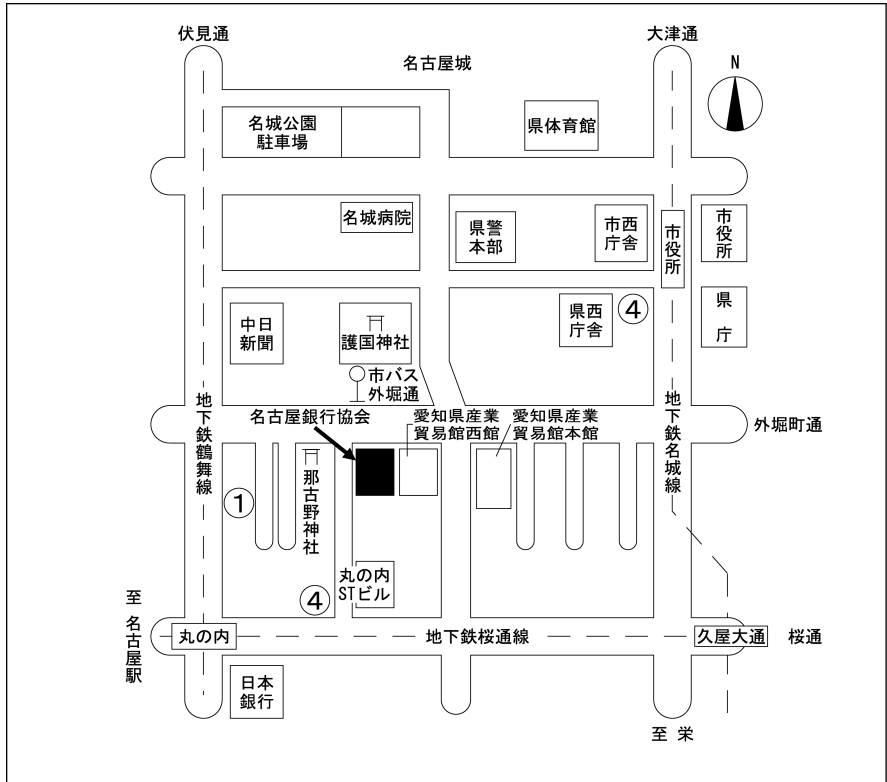 伏見通
大津通
名古屋城
N
名城公園
駐車場
県体育館
名城病院
県警
本部
市西
庁舎
市役所
市役所
中日
新聞
護国神社
県西
庁舎
④
県庁
市バス
外堀通
地下鉄鶴舞線
名古屋銀行協会
愛知県産業
貿易館西館
愛知県産業
貿易館本館
地下鉄名城線
外堀町通
那古野神社
①
丸の内
STビル
④
至 名古屋駅
丸の内
地下鉄桜通線
久屋大通
桜通
日本
銀行
至 栄